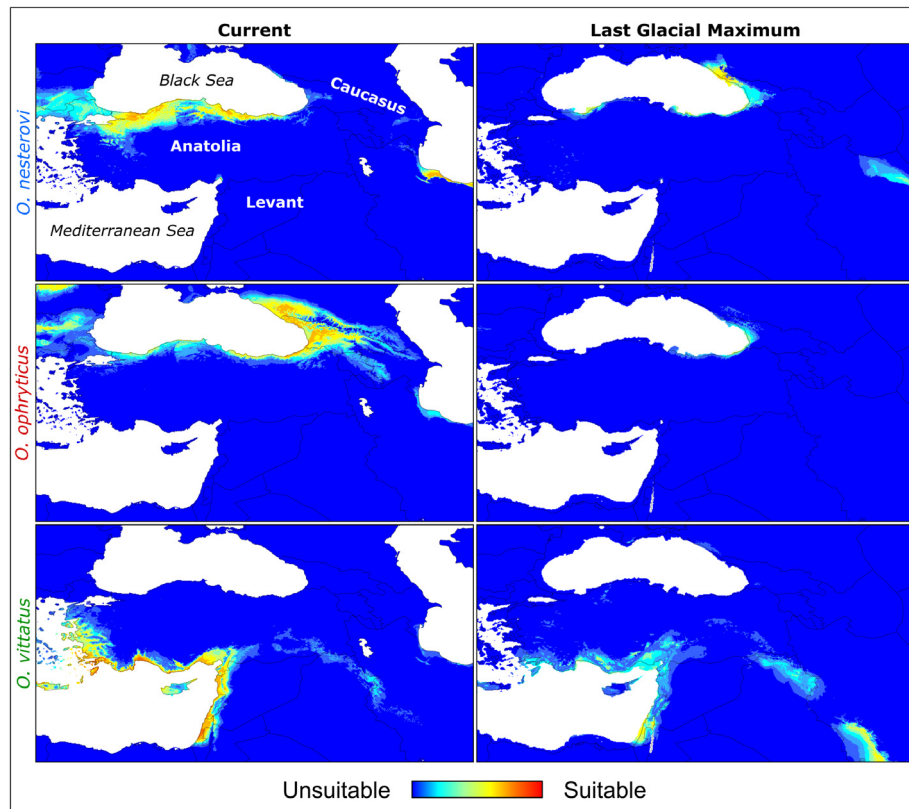 Current
Last Glacial Maximum
O. nesterovi
Black Sea
Caucasus
Anatolia
Levant
Mediterranean Sea
O. ophryticus
O. vittatus
Unsuitable
Suitable